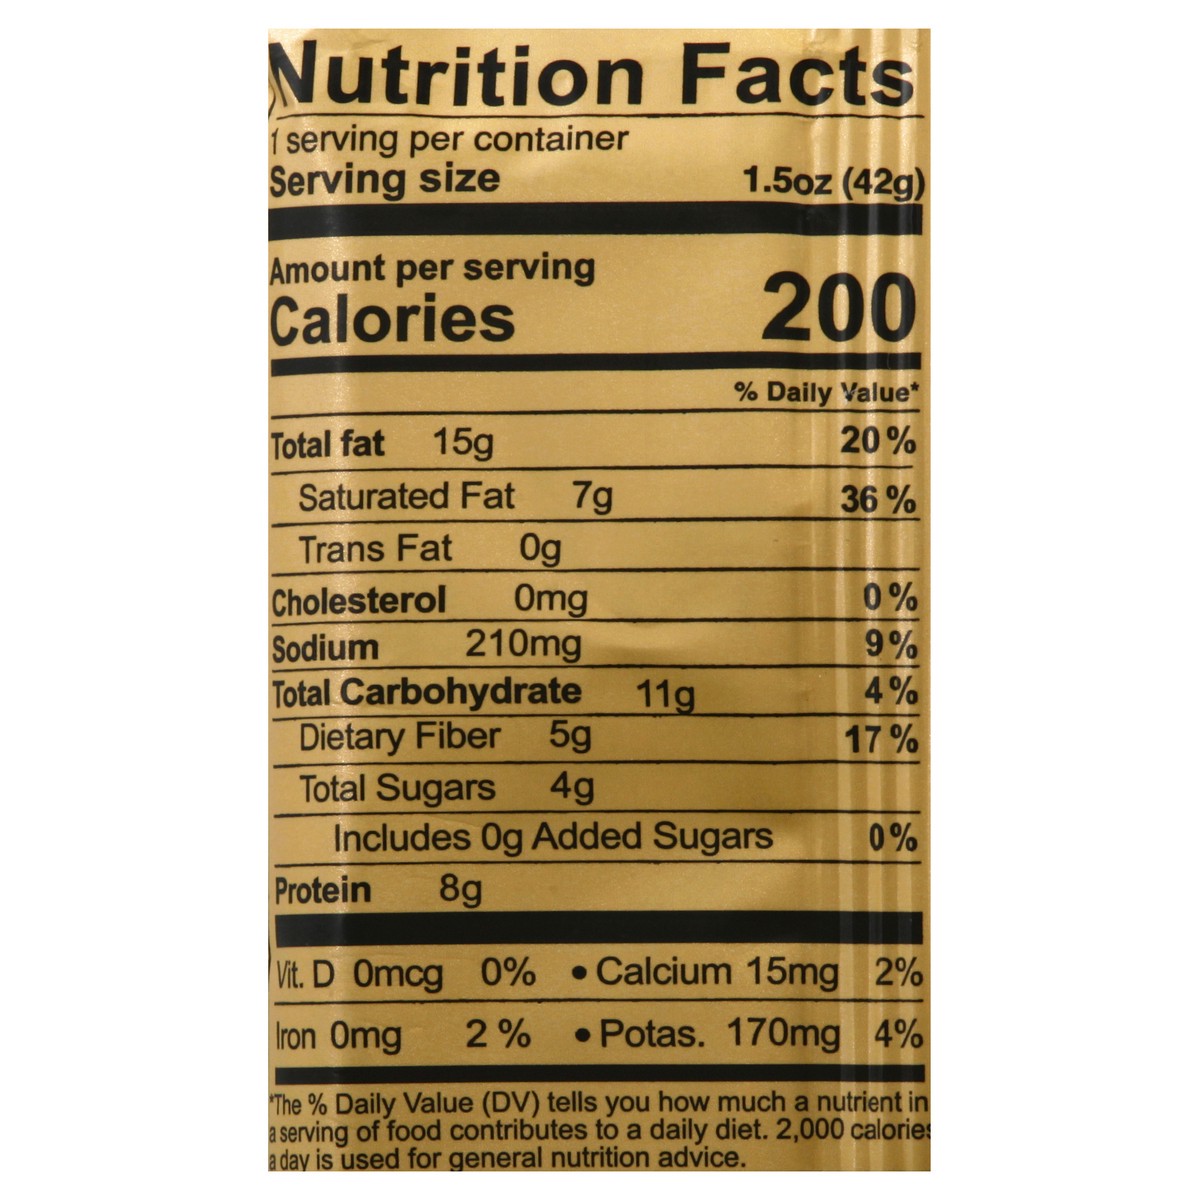 Nutrition Facts
1 serving per container
Serving size 1.5oz (42g)
Amount per serving
Calories 200
% Daily Value*
Total fat 15g 20%
Saturated Fat 7g 36%
Trans Fat 0g
Cholesterol 0mg 0%
Sodium 210mg 9%
Total Carbohydrate 11g 4%
Dietary Fiber 5g 17%
Total Sugars 4g
Includes 0g Added Sugars 0%
Protein 8g
Vit. D 0mcg 0% • Calcium 15mg 2%
Iron 0mg 2% • Potas. 170mg 4%
*The % Daily Value (DV) tells you how much a nutrient in
a serving of food contributes to a daily diet. 2,000 calories
a day is used for general nutrition advice.